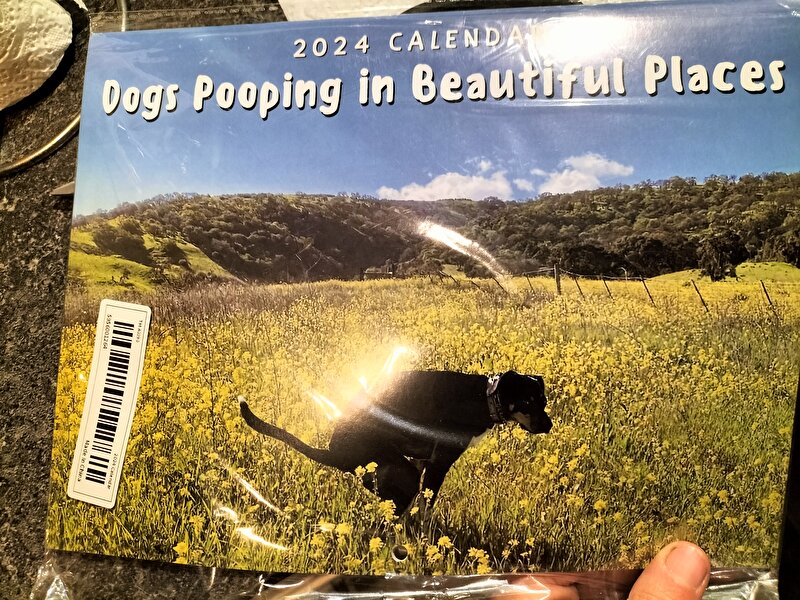 2024 CALENDA
Dogs Pooping in Beautiful Places